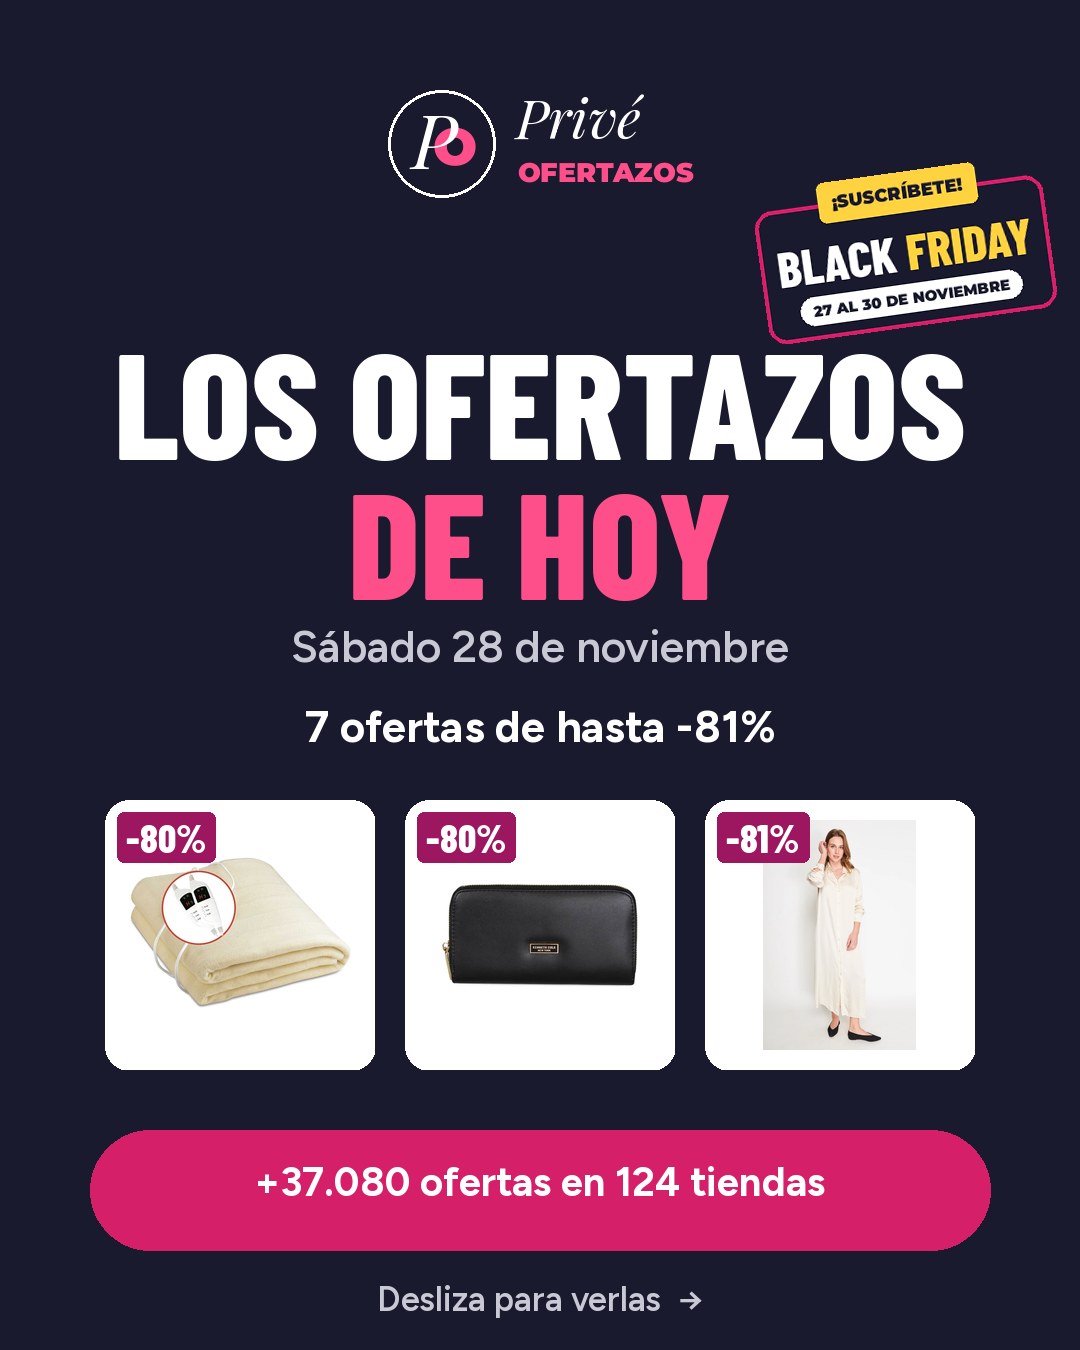 Privé
OFERTAZOS
¡SUSCRÍBETE!
BLACK FRIDAY
27 AL 30 DE NOVIEMBRE
LOS OFERTAZOS
DE HOY
Sábado 28 de noviembre
7 ofertas de hasta -81%
-80%
-80%
-81%
+37.080 ofertas en 124 tiendas
Desliza para verlas →